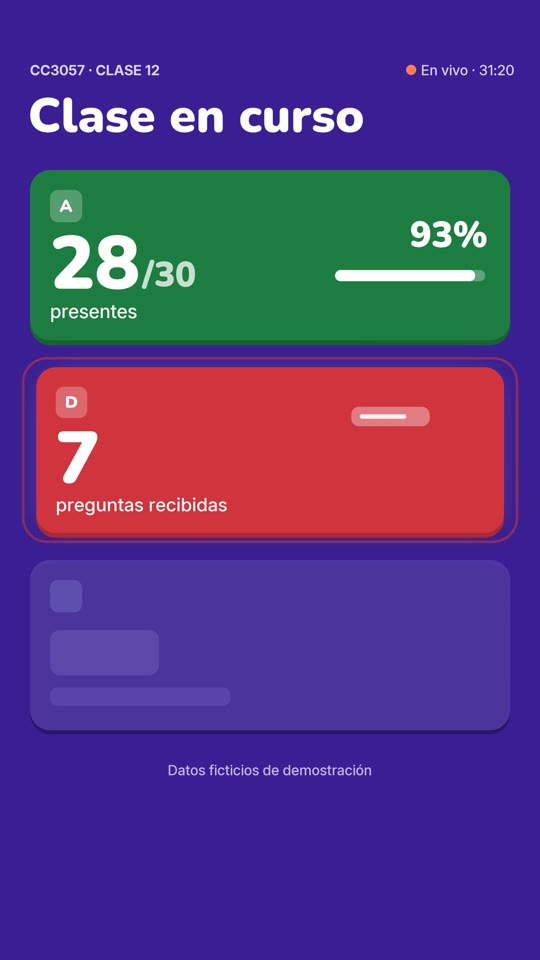 CC3057 · CLASE 12
En vivo · 31:20
Clase en curso
A
28/30
93%
presentes
D
7
preguntas recibidas
Datos ficticios de demostración